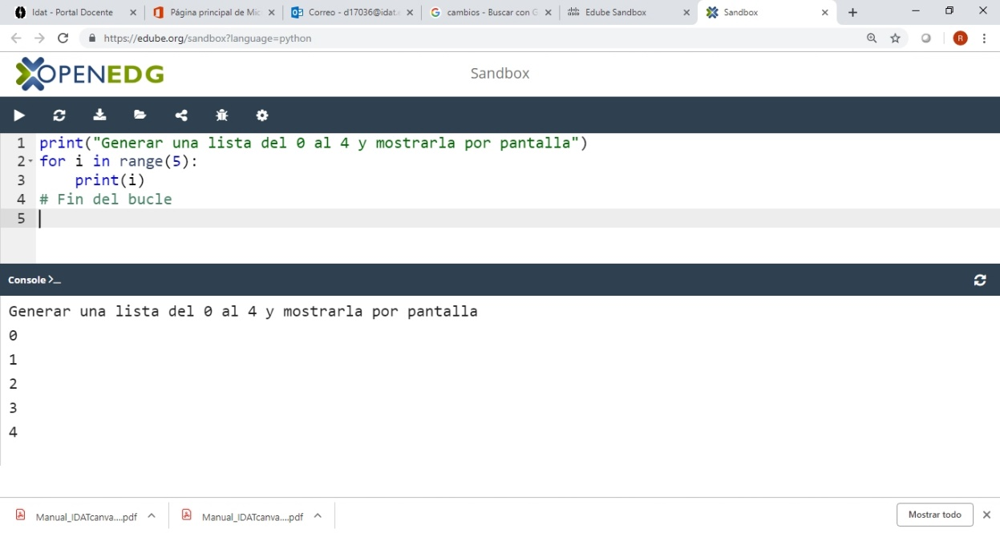 Idat - Portal Docente
Página principal de Mic
Correo - d17036@idat.e
cambios - Buscar con G
Edube Sandbox
Sandbox
https://edube.org/sandbox?language=python
R
OPENEDG
Sandbox
1 print("Generar una lista del 0 al 4 y mostrarla por pantalla")
2 for i in range(5):
3 print(i)
4 # Fin del bucle
5
Console >_
Generar una lista del 0 al 4 y mostrarla por pantalla
0
1
2
3
4
Manual_IDATcanva....pdf
Manual_IDATcanva....pdf
Mostrar todo